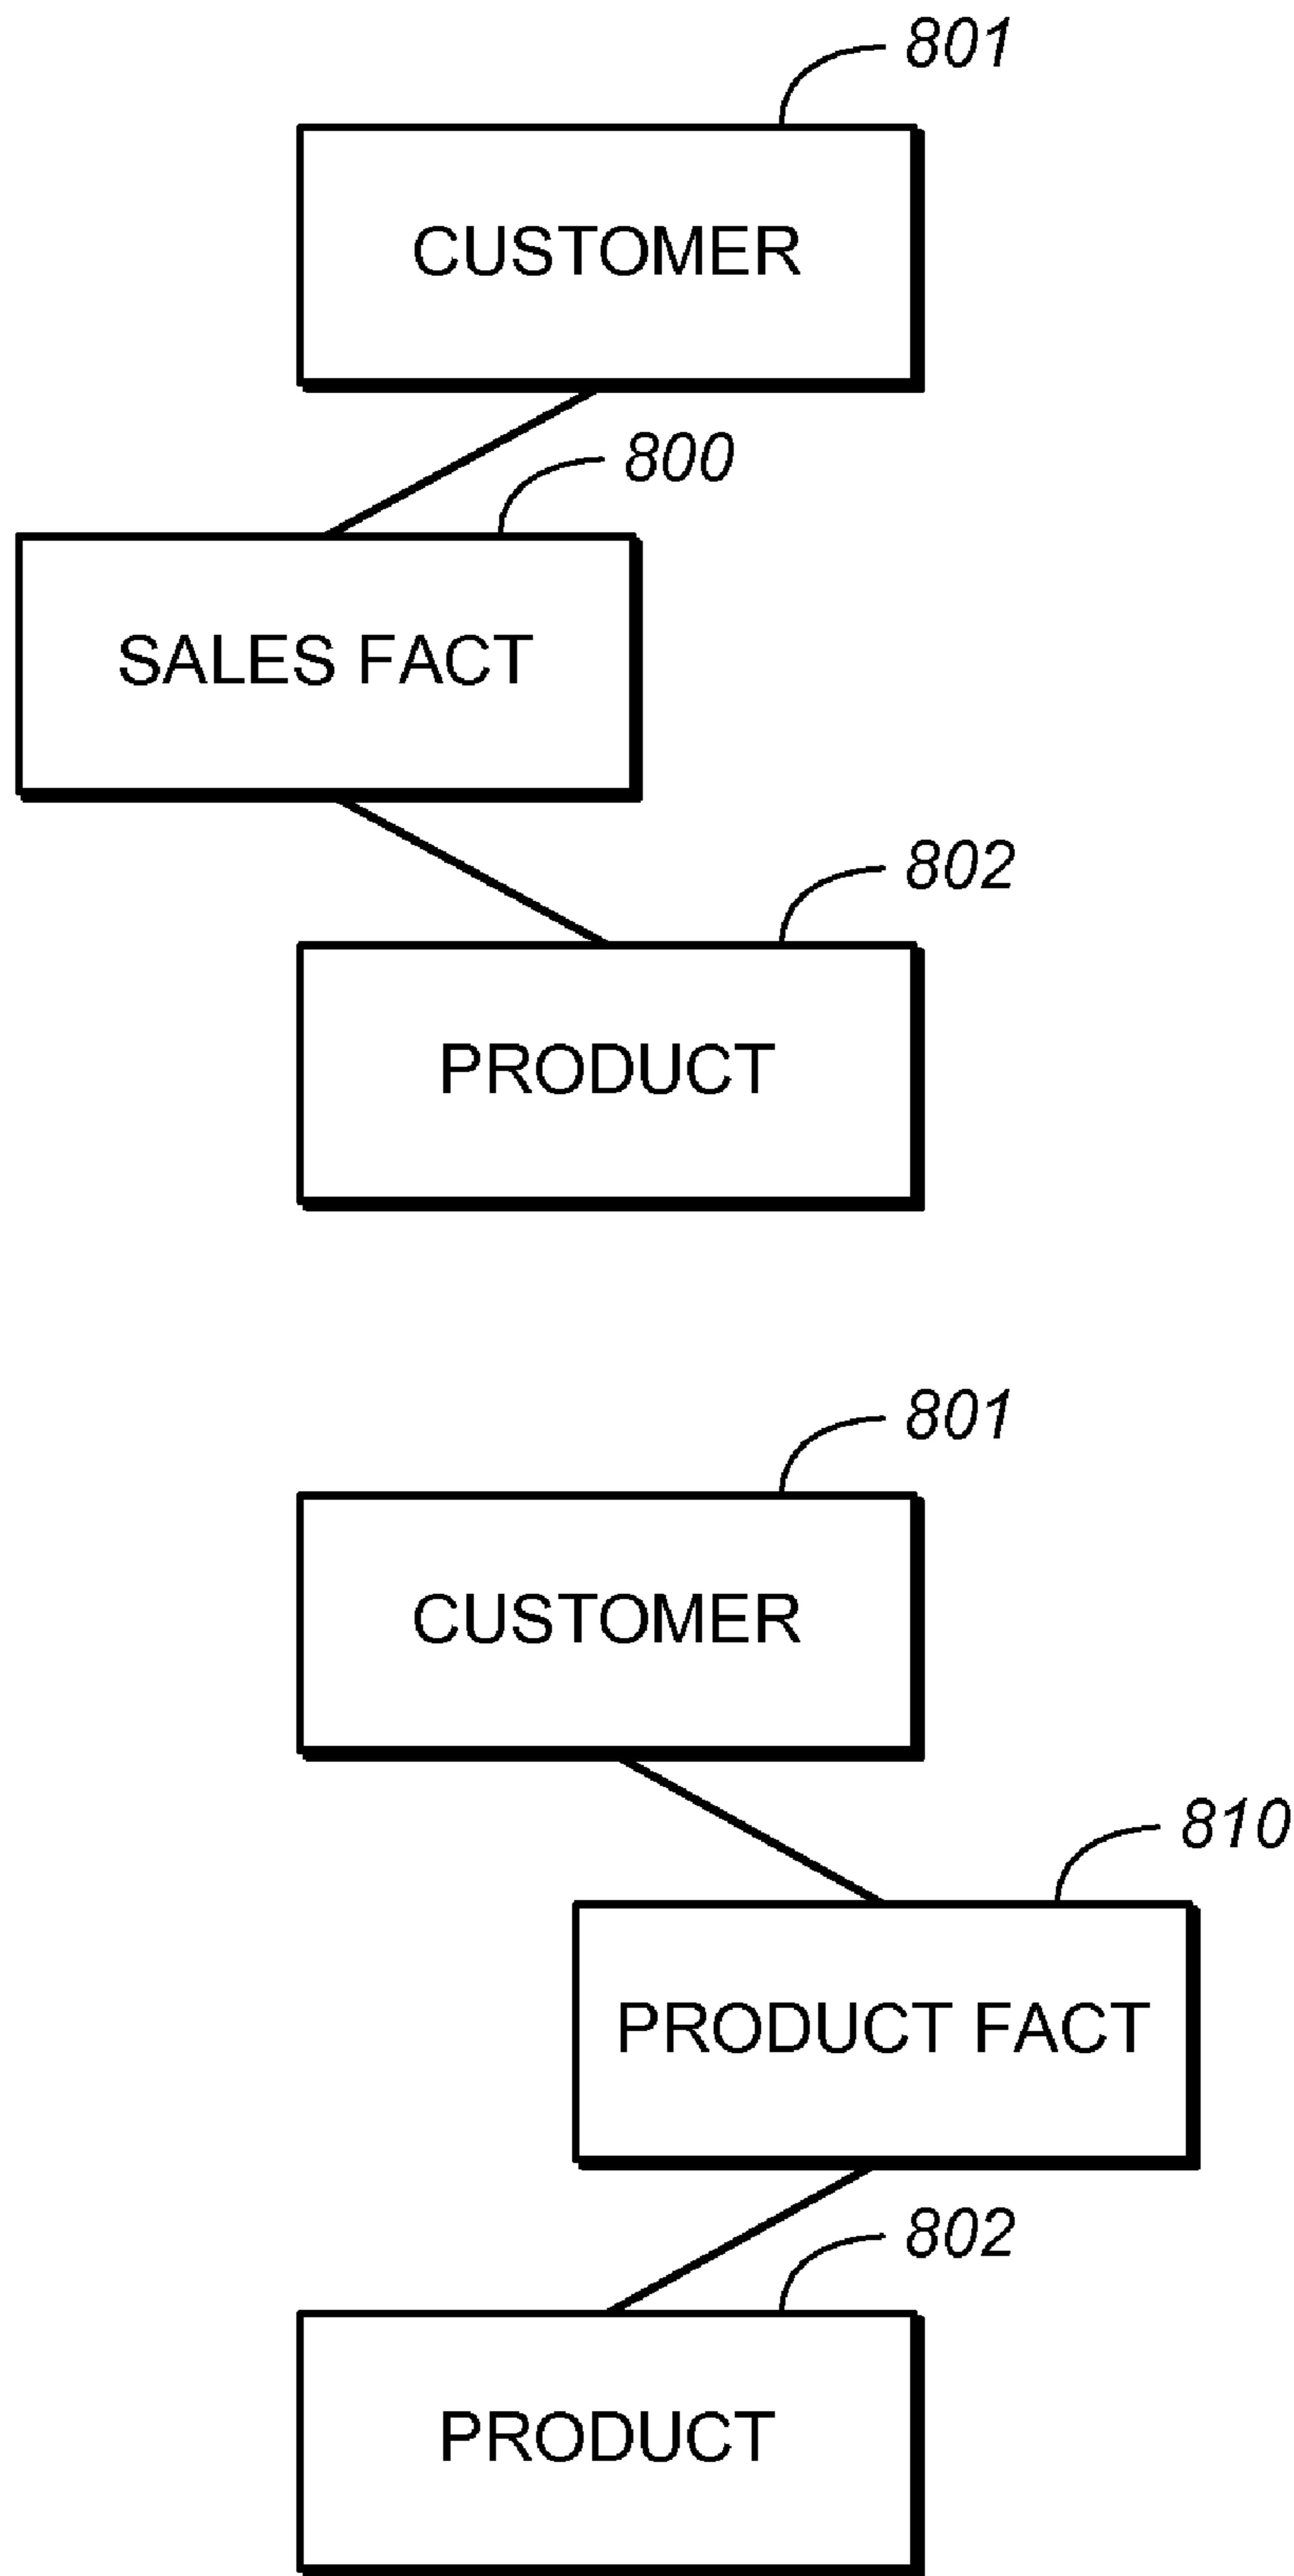 801
CUSTOMER
800
SALES FACT
802
PRODUCT
801
CUSTOMER
810
PRODUCT FACT
802
PRODUCT